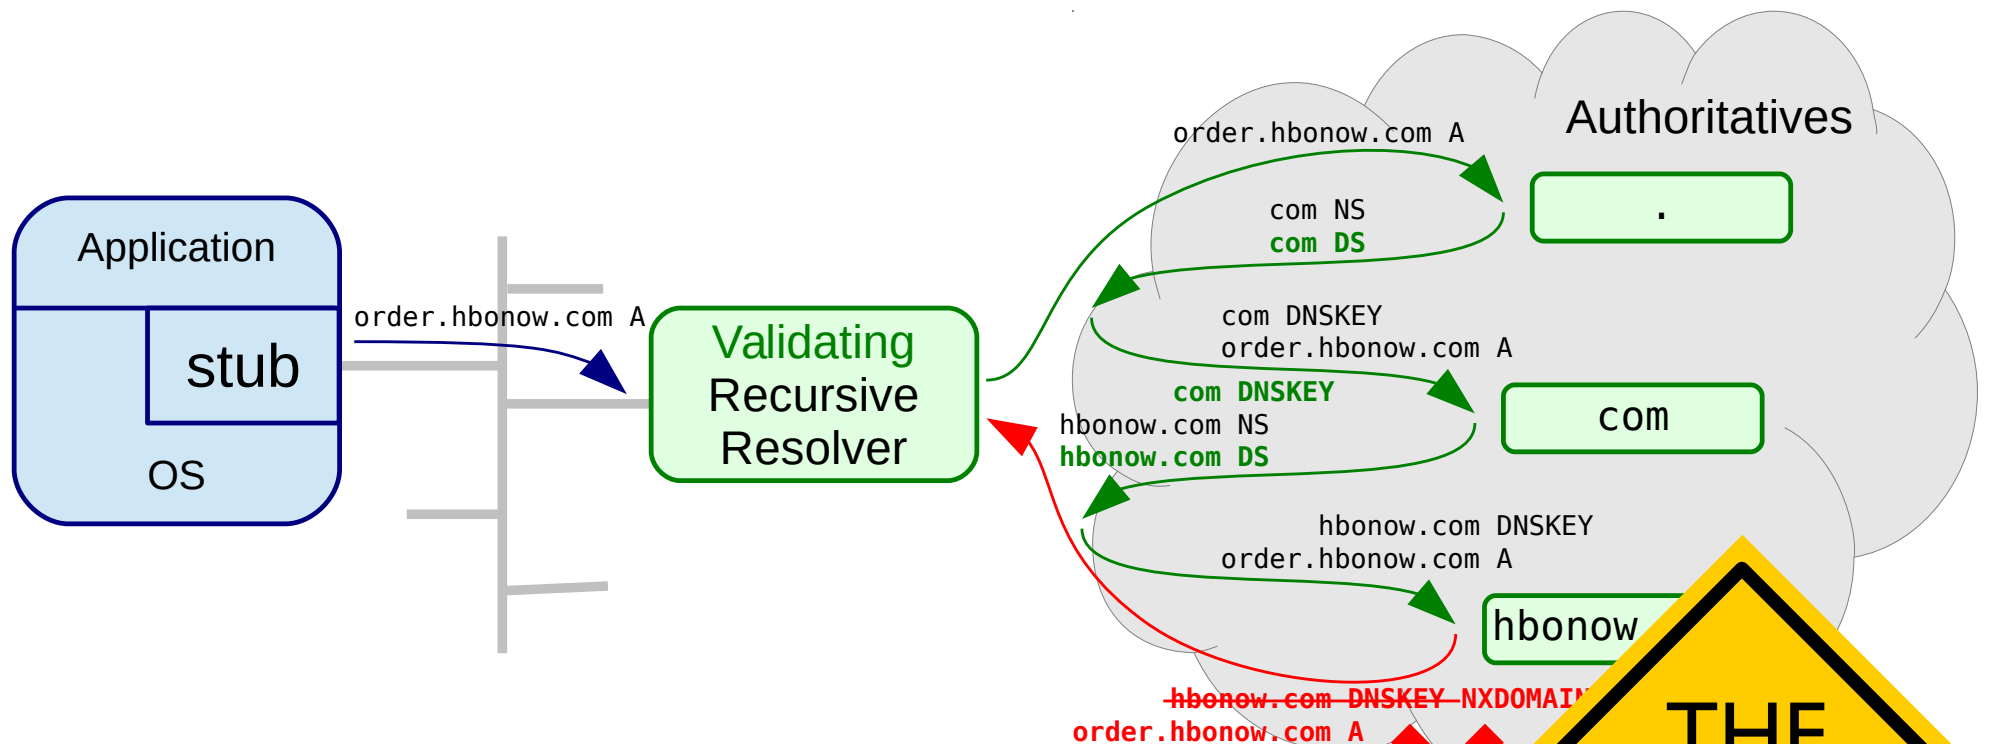 Authoritatives
order.hbonow.com A
.
com NS
com DS
Application
order.hbonow.com A
stub
OS
Validating
Recursive
Resolver
com DNSKEY
order.hbonow.com A
com DNSKEY
hbonow.com NS
hbonow.com DS
com
hbonow.com DNSKEY
order.hbonow.com A
hbonow
hbonow.com DNSKEY NXDOMAIN
order.hbonow.com A
THE